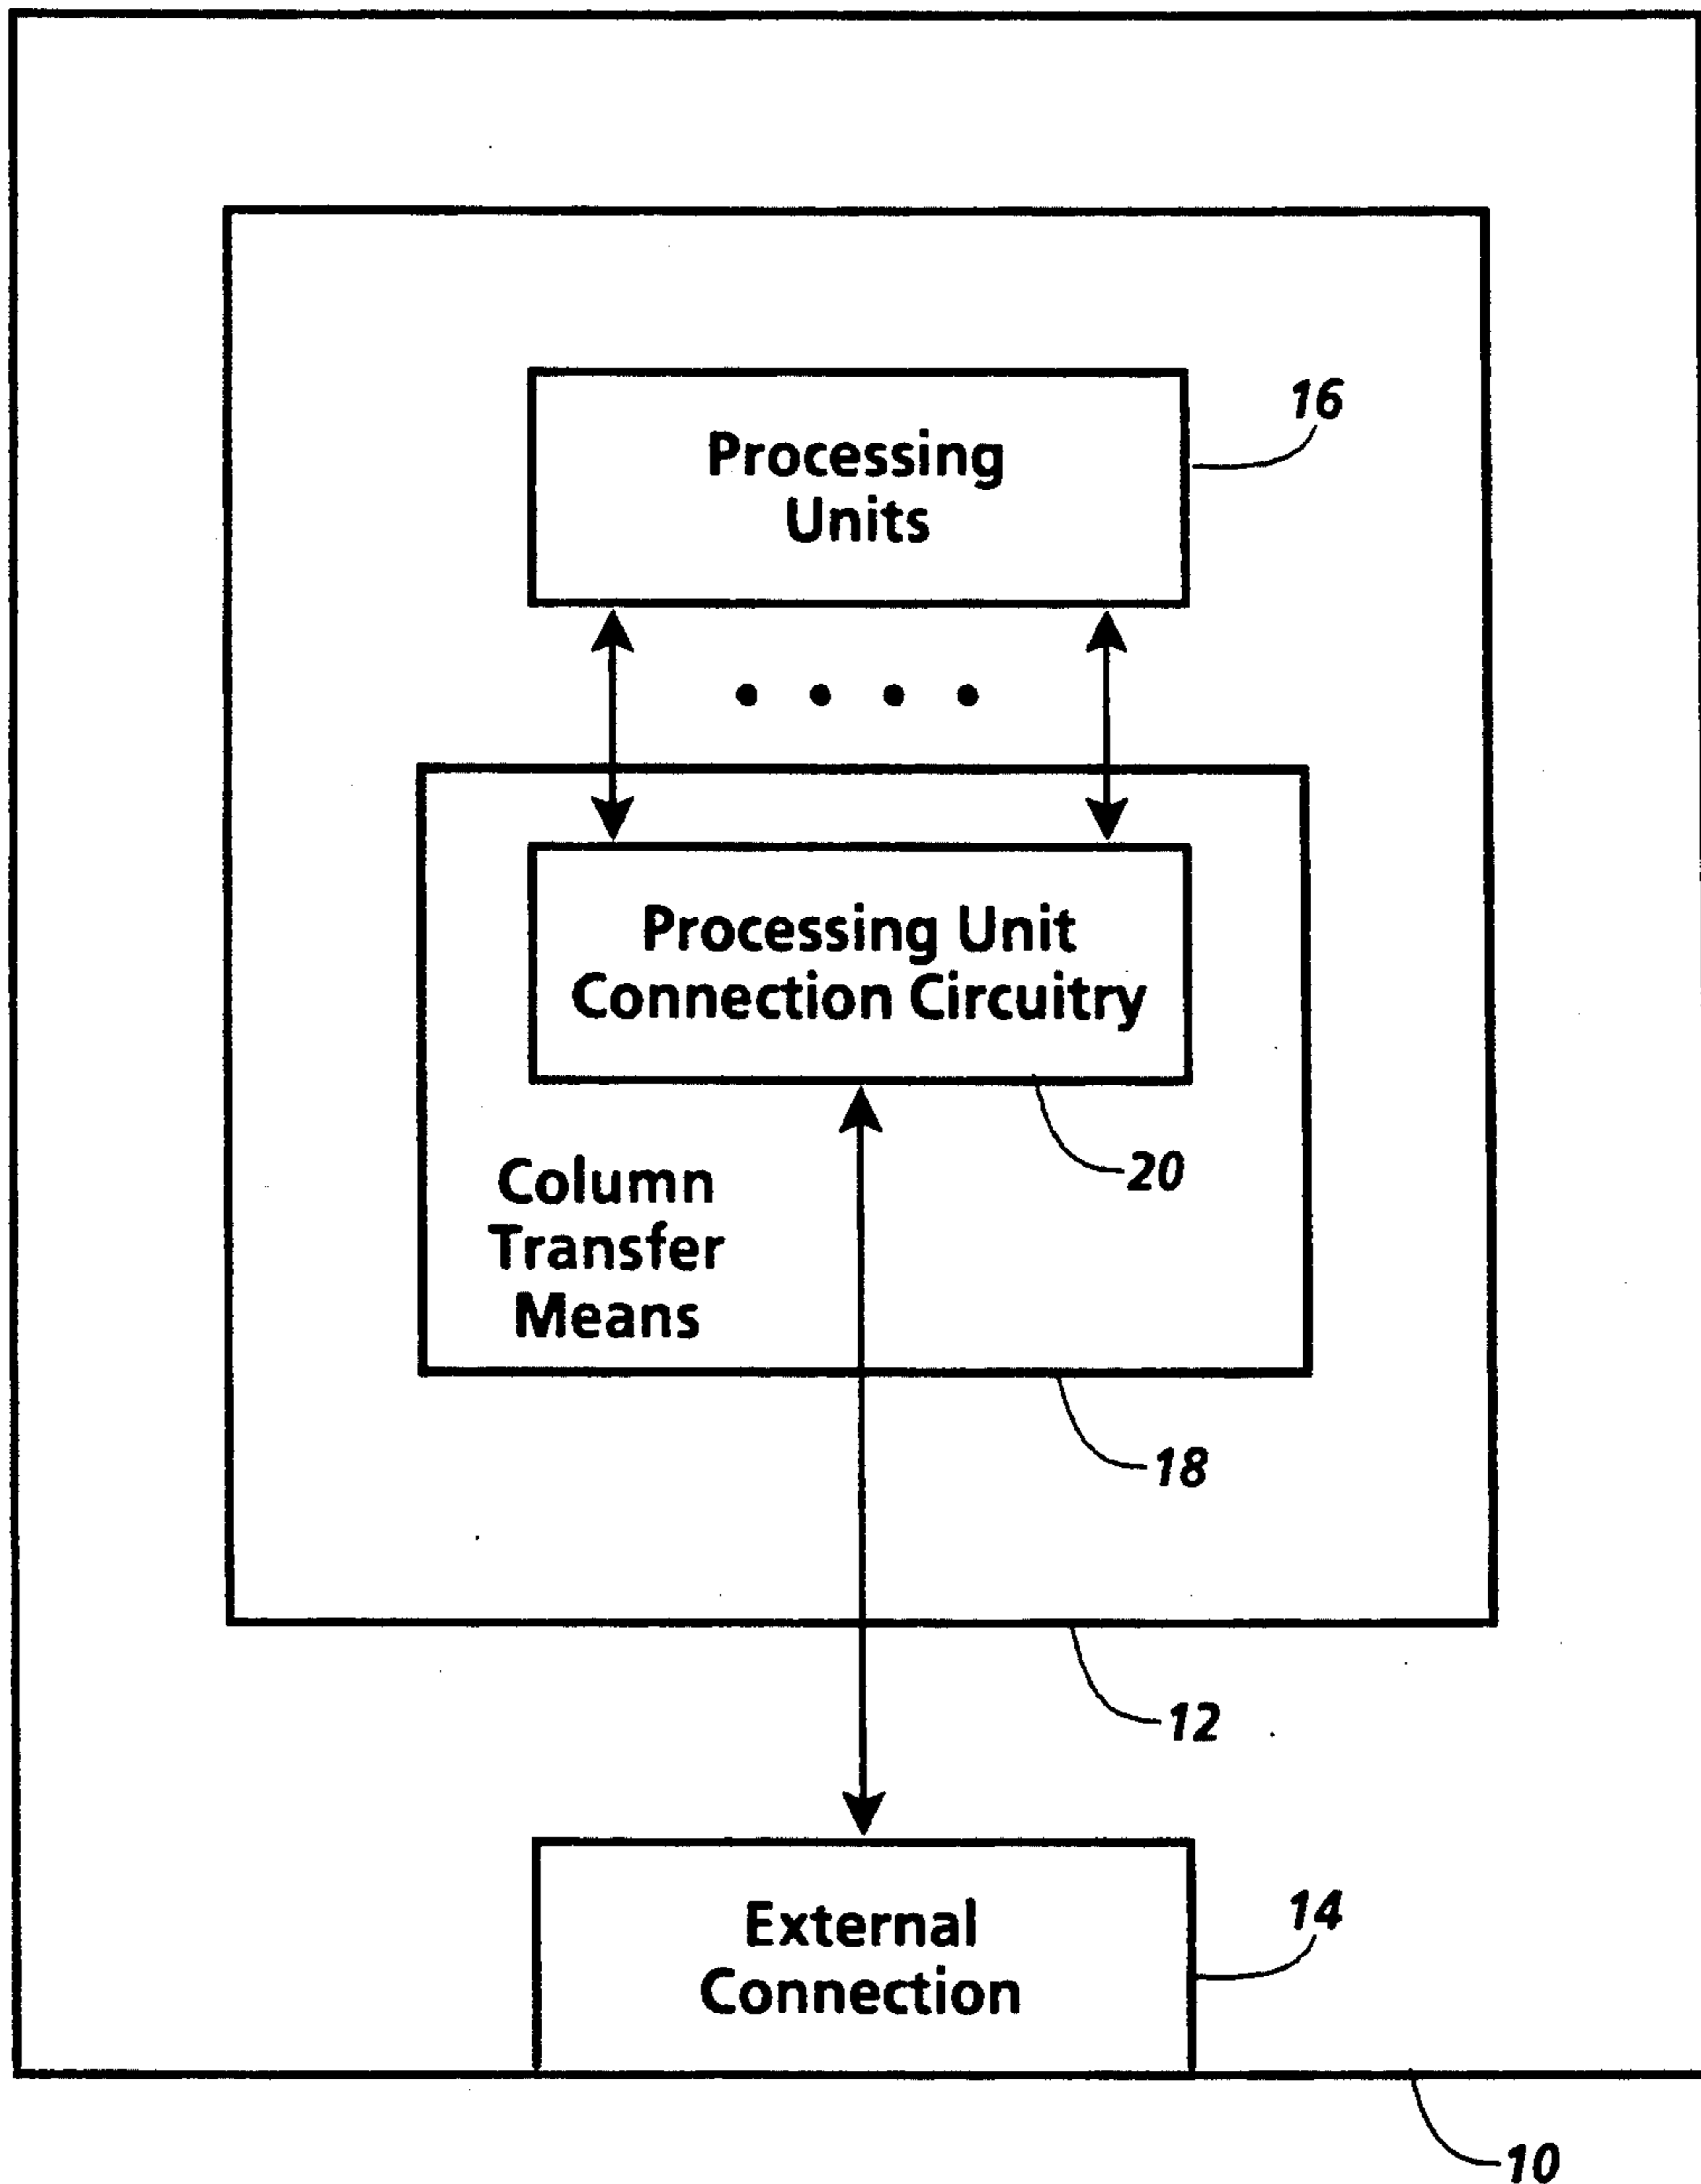 16
Processing
Units
Processing Unit
Connection Circuitry
20
Column
Transfer
Means
18
12
External
Connection
14
10